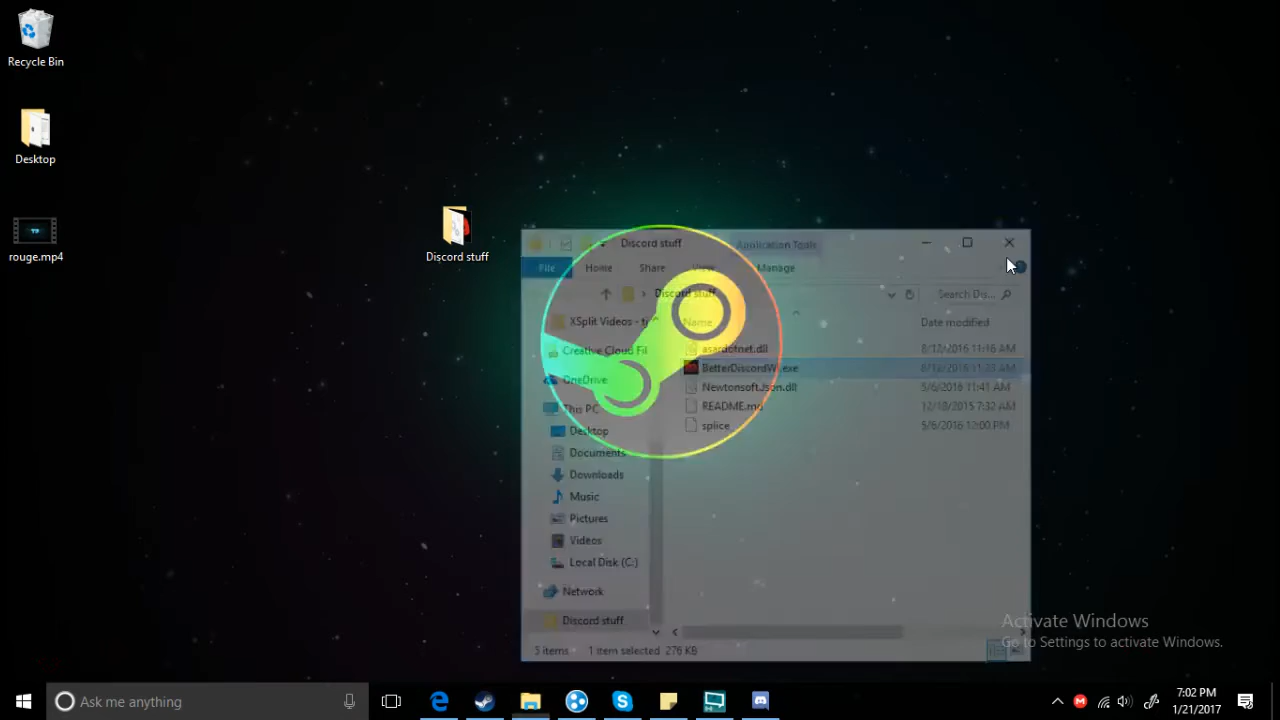 Recycle Bin
Desktop
rouge.mp4
Discord stuff
Discord stuff
Application Tools
File
Home
Share
View
Manage
Discord stuff
Search Di...
XSplit Videos - 
Creative Cloud Fil
OneDrive
This PC
Desktop
Documents
Downloads
Music
Pictures
Videos
Local Disk (C:)
Network
Discord stuff
Name
Date modified
asardotnet.dll
8/12/2016 11:16 AM
BetterDiscordWI.exe
8/12/2016
Newtonsoft.Json.dll
5/6/2016 11:41 AM
README.md
12/18/2015 7:32 AM
splice
5/6/2016 12:00 PM
5 items
1 item selected 276 KB
Activate Windows
Go to Settings to activate Windows.
Ask me anything
7:02 PM
1/21/2017